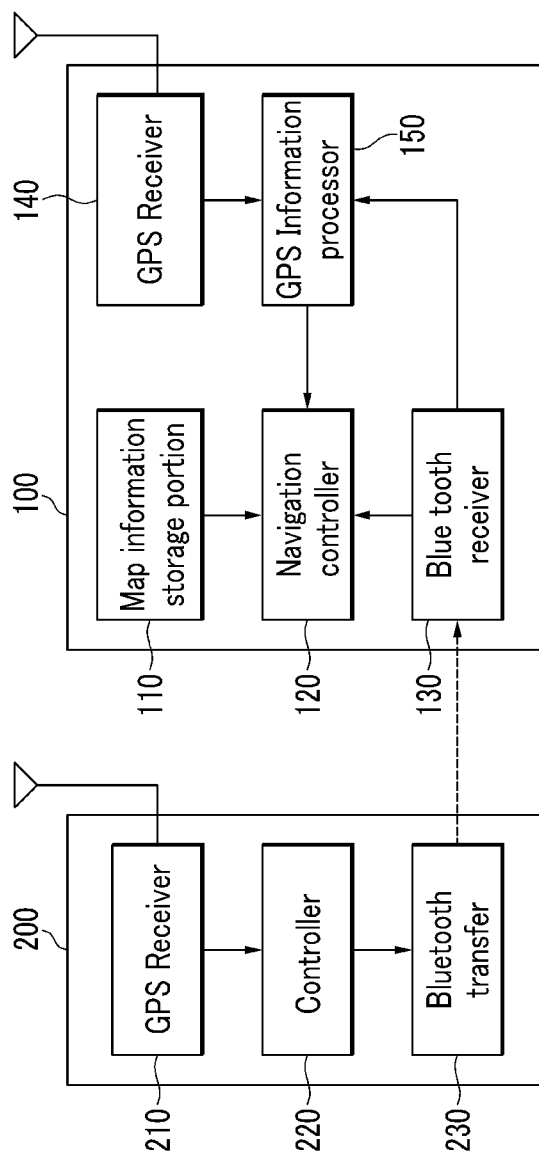 200
210
GPS Receiver
220
Controller
230
Bluetooth
transfer
100
110
Map information
storage portion
120
Navigation
controller
130
Blue tooth
receiver
140
GPS Receiver
150
GPS Information
processor